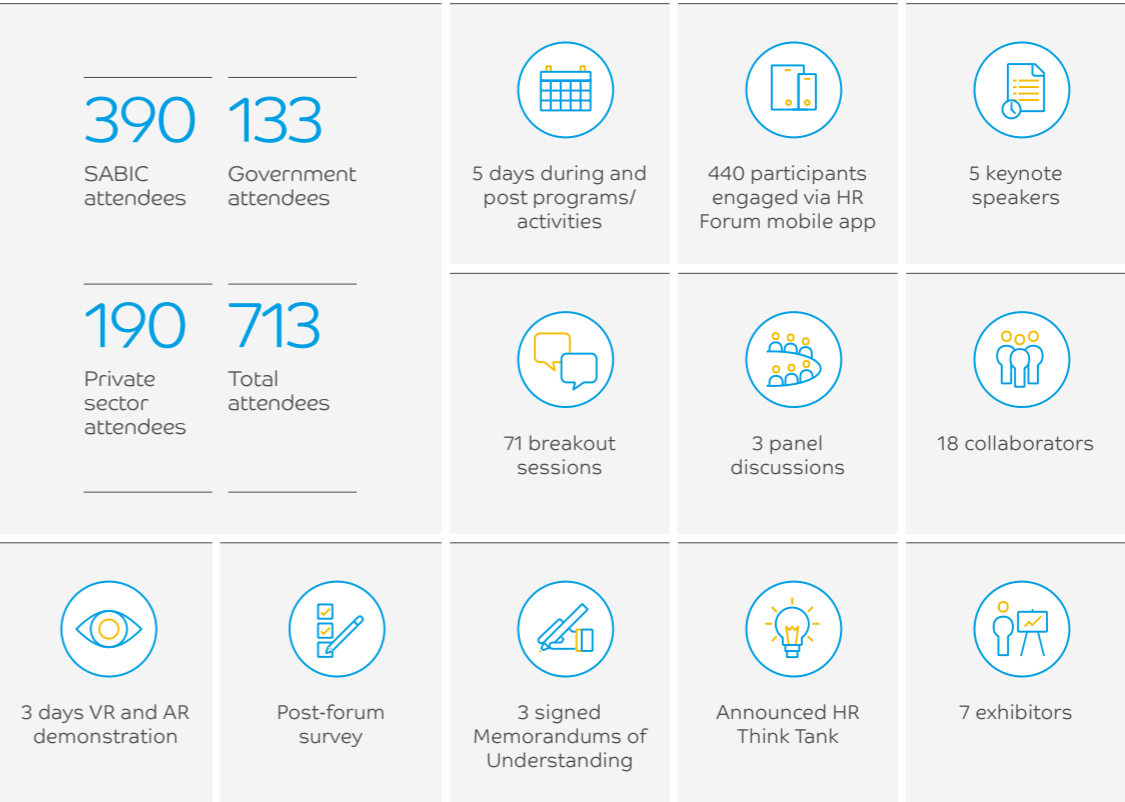 390
SABIC
attendees
133
Government
attendees
190
Private
sector
attendees
713
Total
attendees
5 days during and
post programs/
activities
440 participants
engaged via HR
Forum mobile app
5 keynote
speakers
71 breakout
sessions
3 panel
discussions
18 collaborators
3 days VR and AR
demonstration
Post-forum
survey
3 signed
Memorandums of
Understanding
Announced HR
Think Tank
7 exhibitors